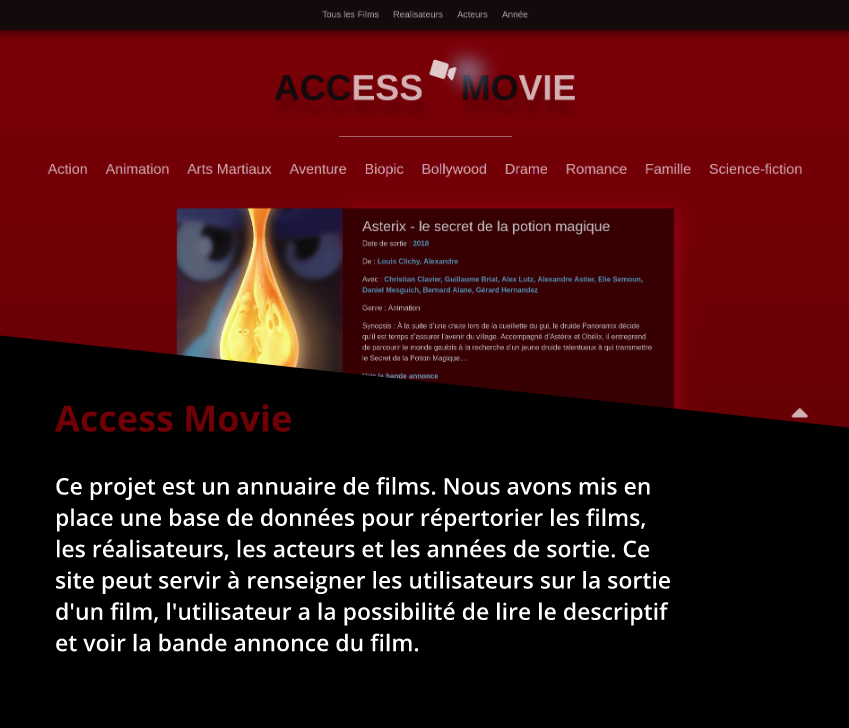 Tous les Films Realisateurs Acteurs Année
ACCESS MOVIE
Action Animation Arts Martiaux Aventure Biopic Bollywood Drame Romance Famille Science-fiction
Asterix - le secret de la potion magique
Date de sortie : 2018
De : Louis Clichy, Alexandre
Avec : Christian Clavier, Guillaume Briat, Alex Lutz, Alexandre Astier, Elie Semoun,
Daniel Mesguich, Bernard Alane, Gérard Hernandez
Genre : Animation
Synopsis : À la suite d'une chute lors de la cueillette du gui, le druide Panoramix décide
qu'il est temps d'assurer l'avenir du village. Accompagné d'Astérix et Obélix, il entreprend
de parcourir le monde gaulois à la recherche d'un jeune druide talentueux à qui transmettre
le Secret de la Potion Magique…
Voir la bande annonce
Access Movie
Ce projet est un annuaire de films. Nous avons mis en
place une base de données pour répertorier les films,
les réalisateurs, les acteurs et les années de sortie. Ce
site peut servir à renseigner les utilisateurs sur la sortie
d'un film, l'utilisateur a la possibilité de lire le descriptif
et voir la bande annonce du film.